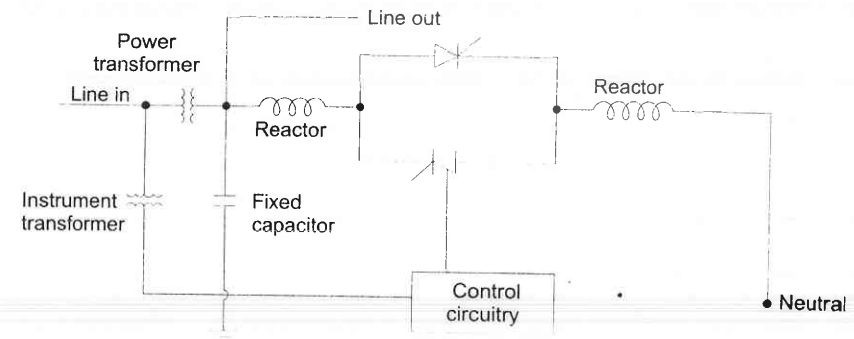 Line out
Power
transformer
Line in
Reactor
Reactor
Instrument
transformer
Fixed
capacitor
Control
circuitry
Neutral